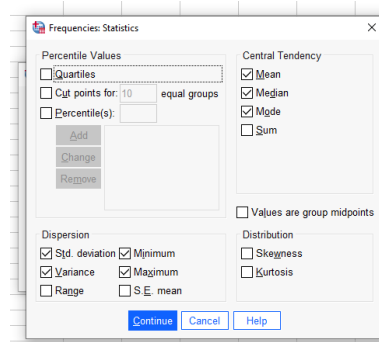 Frequencies: Statistics
Percentile Values
Quartiles
Cut points for: 10 equal groups
Percentile(s):
Add
Change
Remove
Central Tendency
Mean
Median
Mode
Sum
Values are group midpoints
Dispersion
Std. deviation Minimum
Variance Maximum
Range S.E. mean
Distribution
Skewness
Kurtosis
Continue Cancel Help